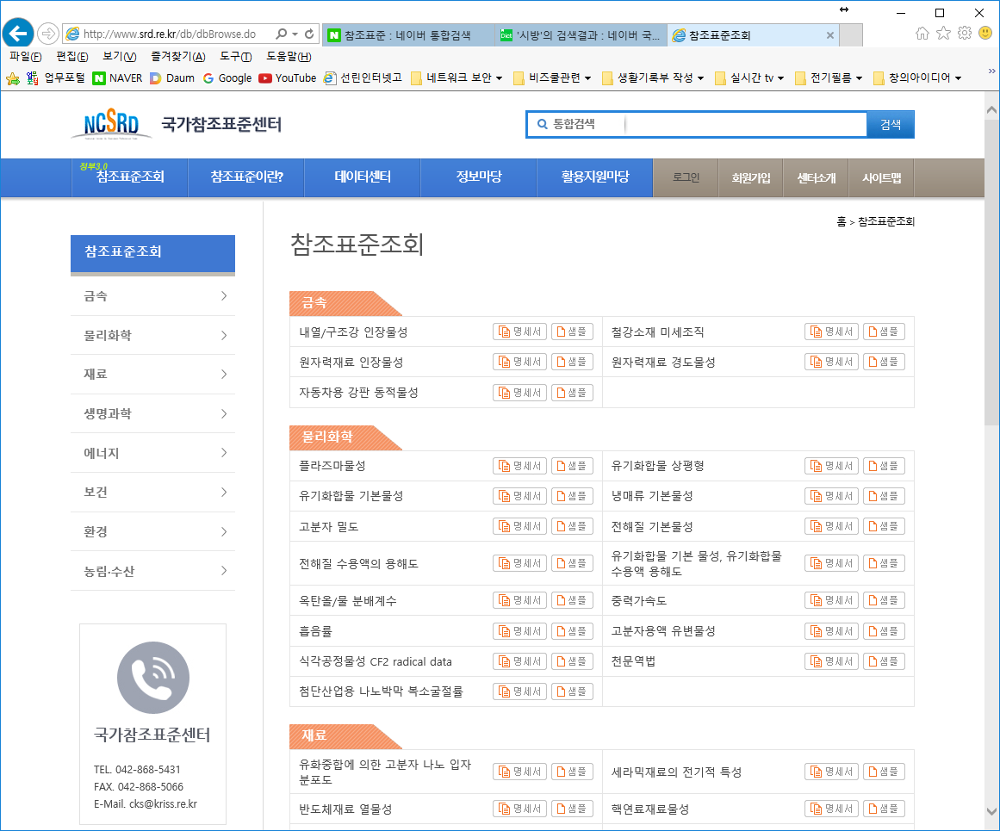 http://www.srd.re.kr/db/dbBrowse.do
참조표준 : 네이버 통합검색
'시방'의 검색결과 : 네이버 국...
참조표준조회
파일(F) 편집(E) 보기(V) 즐겨찾기(A) 도구(T) 도움말(H)
업무포털 NAVER Daum Google YouTube 선린인터넷고 네트워크 보안 비즈쿨관련 생활기록부 작성 실시간 tv 전기필름 창의아이디어
NCSRD 국가참조표준센터
통합검색 검색
정부3.0
참조표준조회 참조표준이란? 데이터센터 정보마당 활용지원마당 로그인 회원가입 센터소개 사이트맵
홈 > 참조표준조회
참조표준조회
금속
물리화학
재료
생명과학
에너지
보건
환경
농림·수산
국가참조표준센터
TEL. 042-868-5431
FAX. 042-868-5066
E-Mail. cks@kriss.re.kr
참조표준조회
금속
내열/구조강 인장물성 명세서 샘플 철강소재 미세조직 명세서 샘플
원자력재료 인장물성 명세서 샘플 원자력재료 경도물성 명세서 샘플
자동차용 강판 동적물성 명세서 샘플
물리화학
플라즈마물성 명세서 샘플 유기화합물 상평형 명세서 샘플
유기화합물 기본물성 명세서 샘플 냉매류 기본물성 명세서 샘플
고분자 밀도 명세서 샘플 전해질 기본물성 명세서 샘플
전해질 수용액의 용해도 명세서 샘플 유기화합물 기본 물성, 유기화합물
수용액 용해도 명세서 샘플
옥탄올/물 분배계수 명세서 샘플 중력가속도 명세서 샘플
흡음률 명세서 샘플 고분자용액 유변물성 명세서 샘플
식각공정물성 CF2 radical data 명세서 샘플 천문역법 명세서 샘플
첨단산업용 나노박막 복소굴절률 명세서 샘플
재료
유화중합에 의한 고분자 나노 입자
분포도 명세서 샘플 세라믹재료의 전기적 특성 명세서 샘플
반도체재료 열물성 명세서 샘플 핵연료재료물성 명세서 샘플